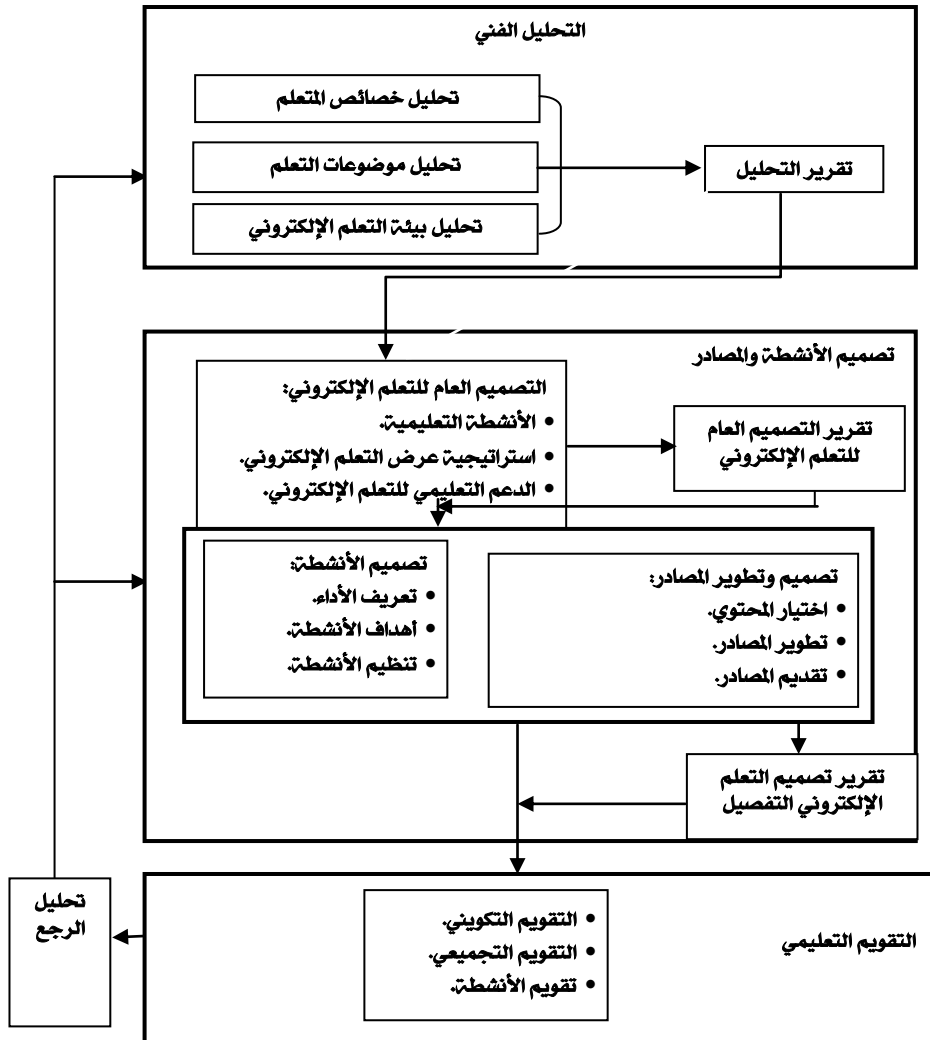 التحليل الفني
تحليل خصائص المتعلم
تحليل موضوعات التعلم
تقرير التحليل
تحليل بيئة التعلم الإلكتروني
تصميم الأنشطة والمصادر
التصميم العام للتعلم الإلكتروني:
• الأنشطة التعليمية.
• استراتيجية عرض التعلم الإلكتروني.
• الدعم التعليمي للتعلم الإلكتروني.
تقرير التصميم العام
للتعلم الإلكتروني
تصميم وتطوير المصادر:
• اختيار المحتوي.
• تطوير المصادر.
• تقديم المصادر.
تصميم الأنشطة:
• تعريف الأداء.
• أهداف الأنشطة.
• تنظيم الأنشطة.
تقرير تصميم التعلم
الإلكتروني التفصيل
التقويم التعليمي
• التقويم التكويني.
• التقويم التجميعي.
• تقويم الأنشطة.
تحليل
الرجع